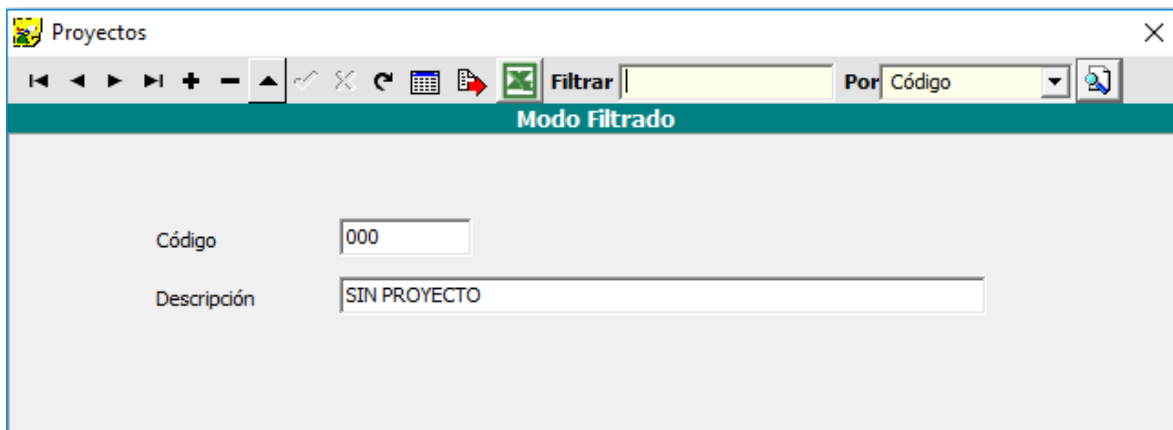 Proyectos
Filtrar Por Código
Modo Filtrado
Código 000
Descripción SIN PROYECTO